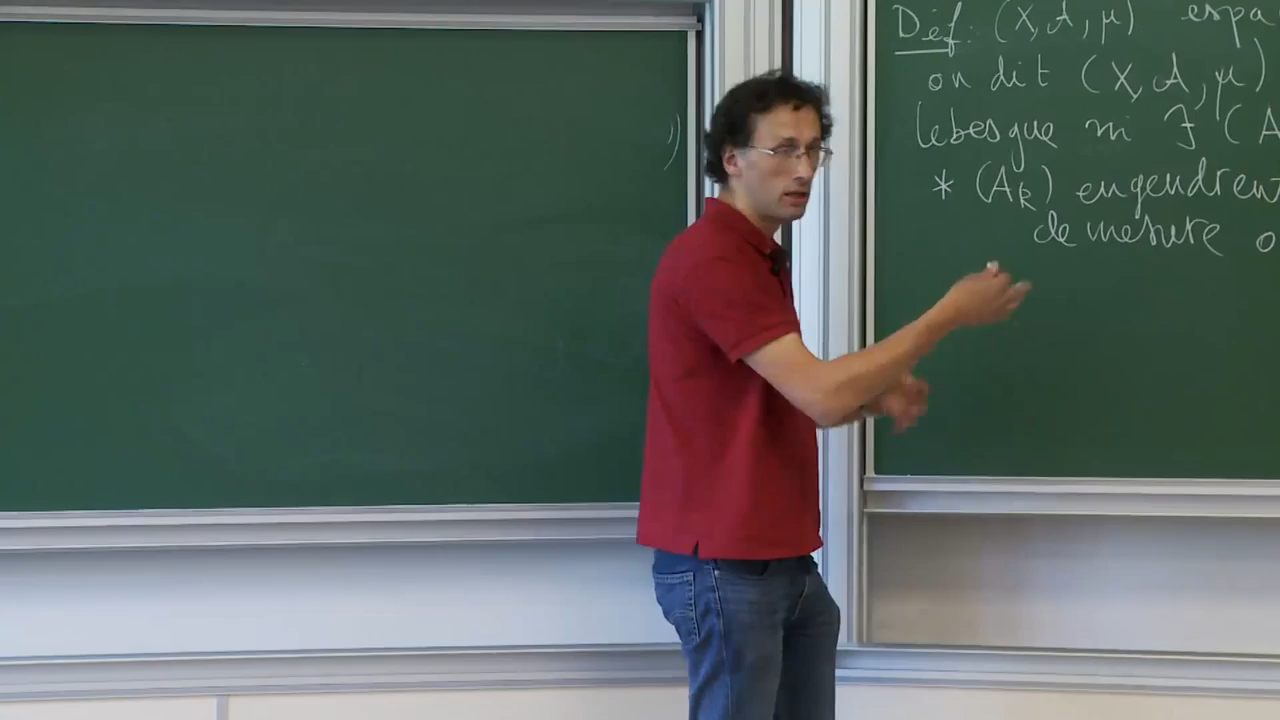 ))
Déf: (X, A, μ) espa
on dit (X, A, μ)
lebesgue si ∃ (A
* (A_k) engendrent
de mesure o